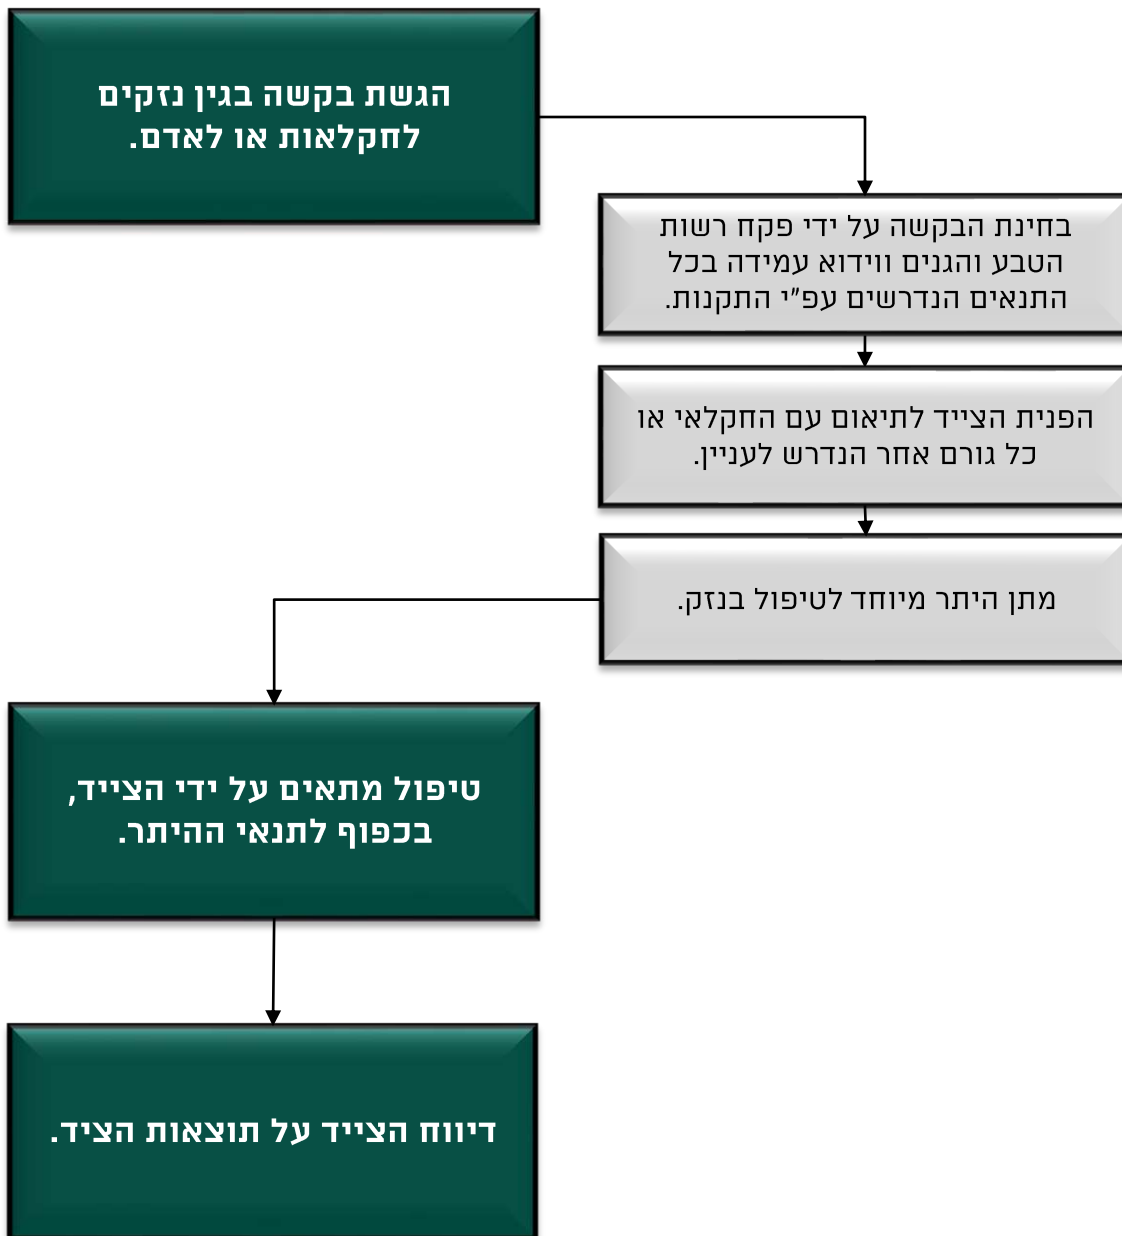 הגשת בקשה בגין נזקים
לחקלאות או לאדם.
בחינת הבקשה על ידי פקח רשות
הטבע והגנים ווידוא עמידה בכל
התנאים הנדרשים עפ"י התקנות.
הפנית הצייד לתיאום עם החקלאי או
כל גורם אחר הנדרש לעניין.
מתן היתר מיוחד לטיפול בנזק.
טיפול מתאים על ידי הצייד,
בכפוף לתנאי ההיתר.
דיווח הצייד על תוצאות הציד.